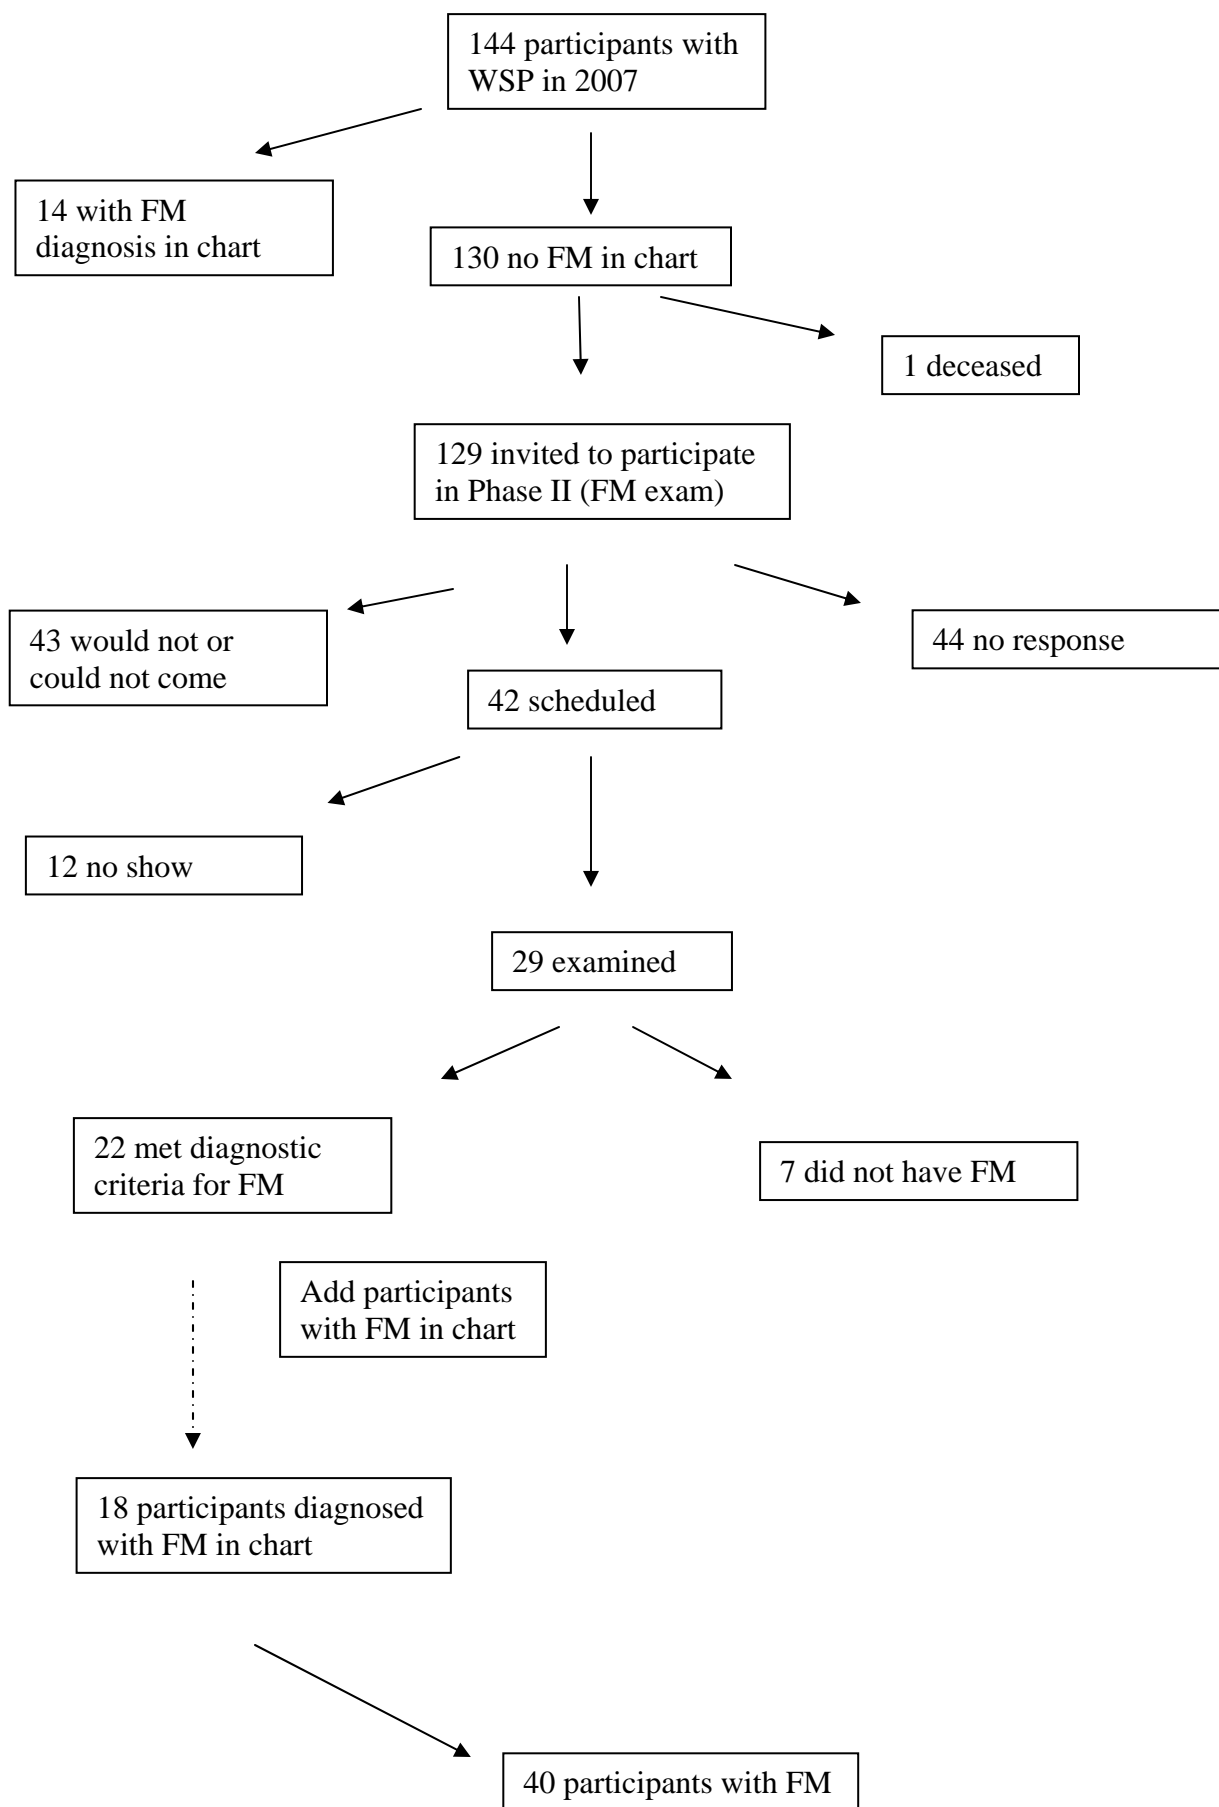 144 participants with
WSP in 2007
14 with FM
diagnosis in chart
130 no FM in chart
1 deceased
129 invited to participate
in Phase II (FM exam)
43 would not or
could not come
44 no response
42 scheduled
12 no show
29 examined
22 met diagnostic
criteria for FM
7 did not have FM
Add participants
with FM in chart
18 participants diagnosed
with FM in chart
40 participants with FM